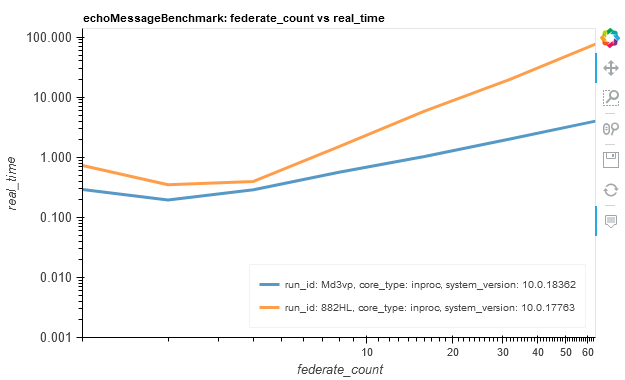 echoMessageBenchmark: federate_count vs real_time
100.000
10.000
1.000
0.100
0.010
0.001
real_time
run_id: Md3vp, core_type: inproc, system_version: 10.0.18362
run_id: 882HL, core_type: inproc, system_version: 10.0.17763
10 20 30 40 50 60
federate_count